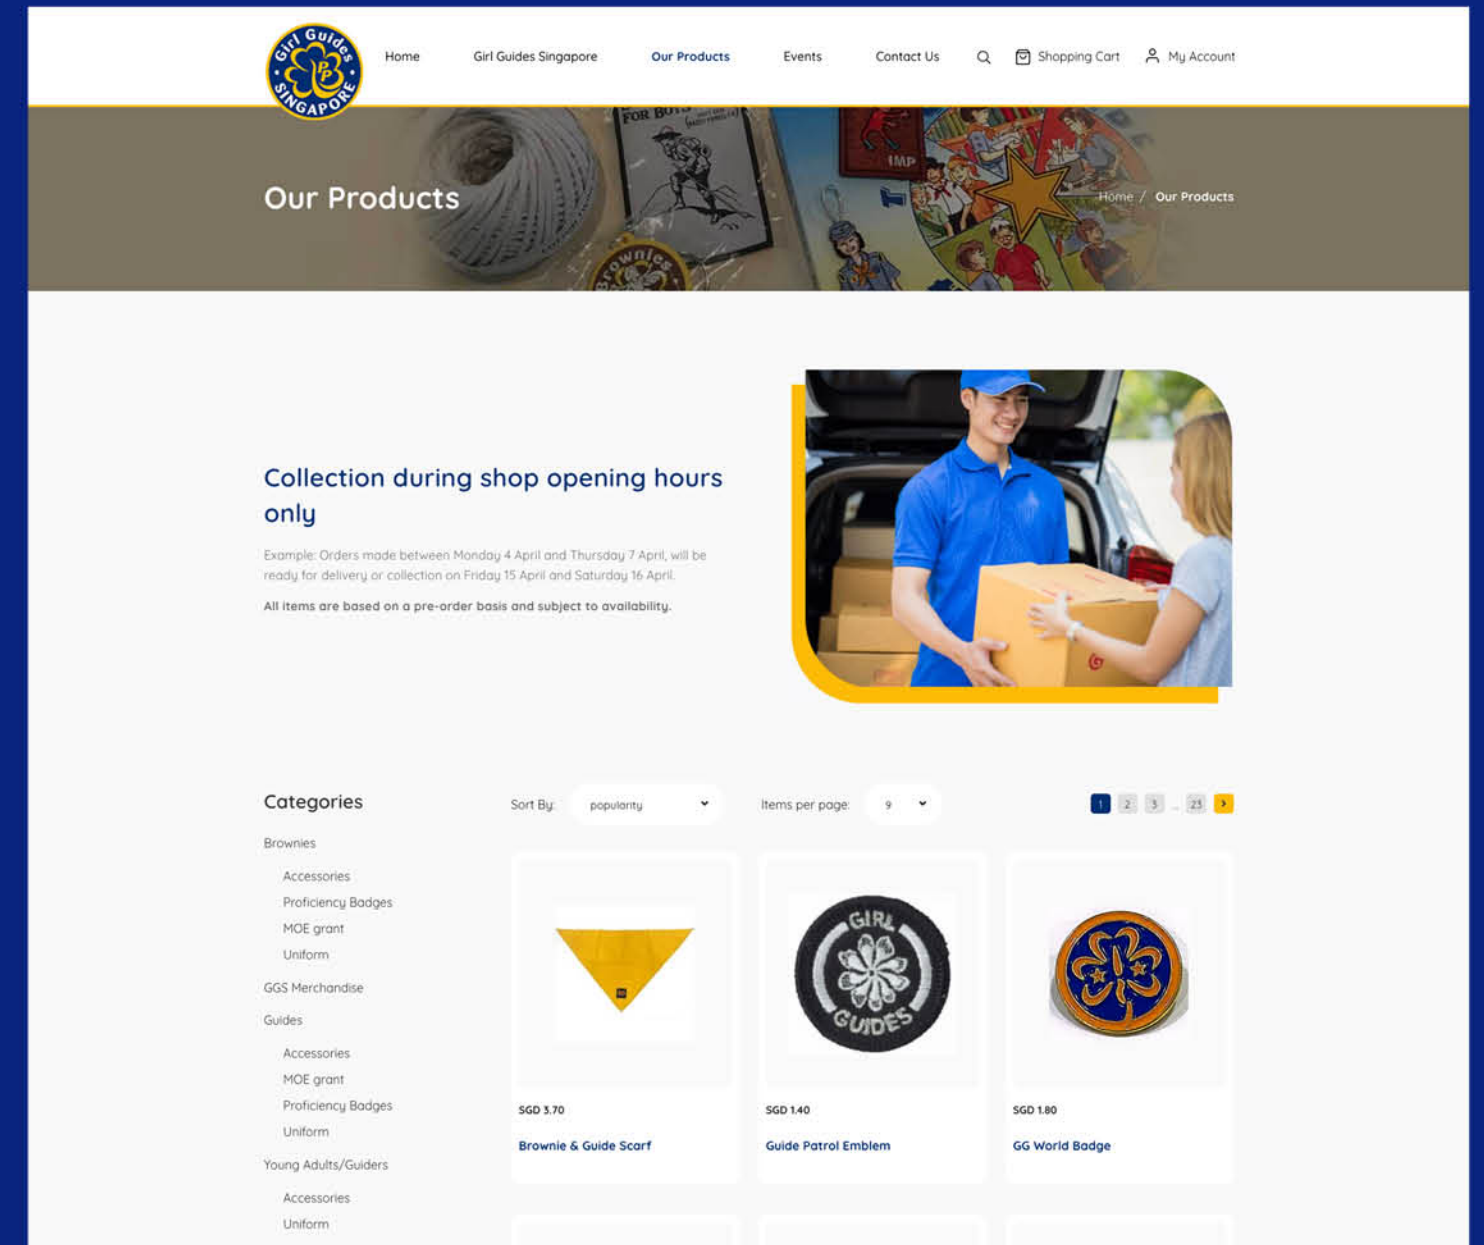 Girl Guides
SINGAPORE
PP
Home
Girl Guides Singapore
Our Products
Events
Contact Us
Shopping Cart
My Account
FOR BOYS
IMP
Brownies
Our Products
Home / Our Products
Collection during shop opening hours
only
Example: Orders made between Monday 4 April and Thursday 7 April, will be
ready for delivery or collection on Friday 15 April and Saturday 16 April.
All items are based on a pre-order basis and subject to availability.
Categories
Brownies
Accessories
Proficiency Badges
MOE grant
Uniform
GGS Merchandise
Guides
Accessories
MOE grant
Proficiency Badges
Uniform
Young Adults/Guiders
Accessories
Uniform
Sort By: popularity
Items per page: 9
1 2 3 ... 23 >
GIRL
GUIDES
SGD 3.70
Brownie & Guide Scarf
SGD 1.40
Guide Patrol Emblem
SGD 1.80
GG World Badge